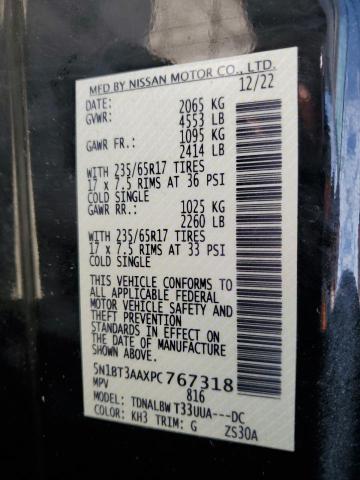 MFD BY NISSAN MOTOR CO., LTD.
12/22
DATE: 2065 KG
GVWR: 4553 LB
1095 KG
GAWR FR.: 2414 LB
WITH 235/65R17 TIRES
17 x 7.5 RIMS AT 36 PSI
COLD SINGLE
GAWR RR.: 1025 KG
2260 LB
WITH 235/65R17 TIRES
17 x 7.5 RIMS AT 33 PSI
COLD SINGLE
THIS VEHICLE CONFORMS TO
ALL APPLICABLE FEDERAL
MOTOR VEHICLE SAFETY AND
THEFT PREVENTION
STANDARDS IN EFFECT ON
THE DATE OF MANUFACTURE
SHOWN ABOVE.
5N1BT3AAXPC767318
MPV 816
MODEL: TDNALBW T33UUA---DC
COLOR: KH3 TRIM: G ZS30A